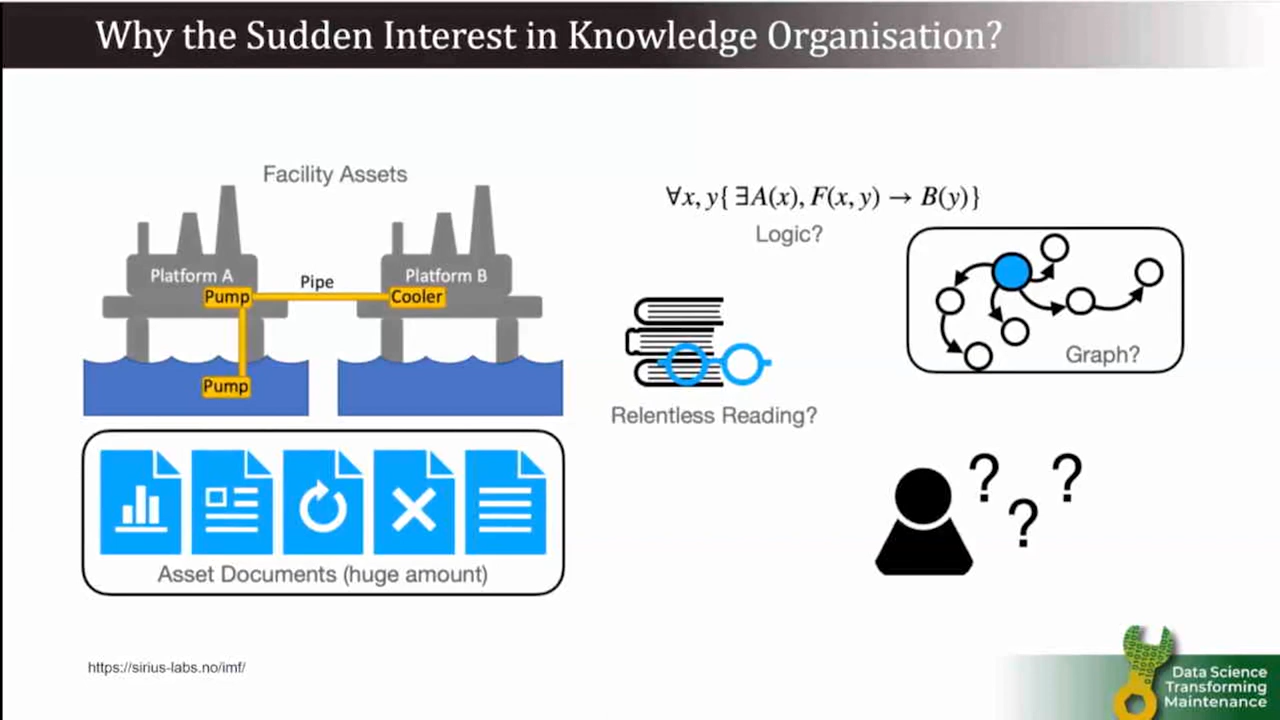 Why the Sudden Interest in Knowledge Organisation?
Facility Assets
Platform A
Pump
Pipe
Platform B
Cooler
Pump
Asset Documents (huge amount)
∀x, y{ ∃A(x), F(x, y) → B(y)}
Logic?
Graph?
Relentless Reading?
? ? ?
https://sirius-labs.no/imf/
Data Science
Transforming
Maintenance